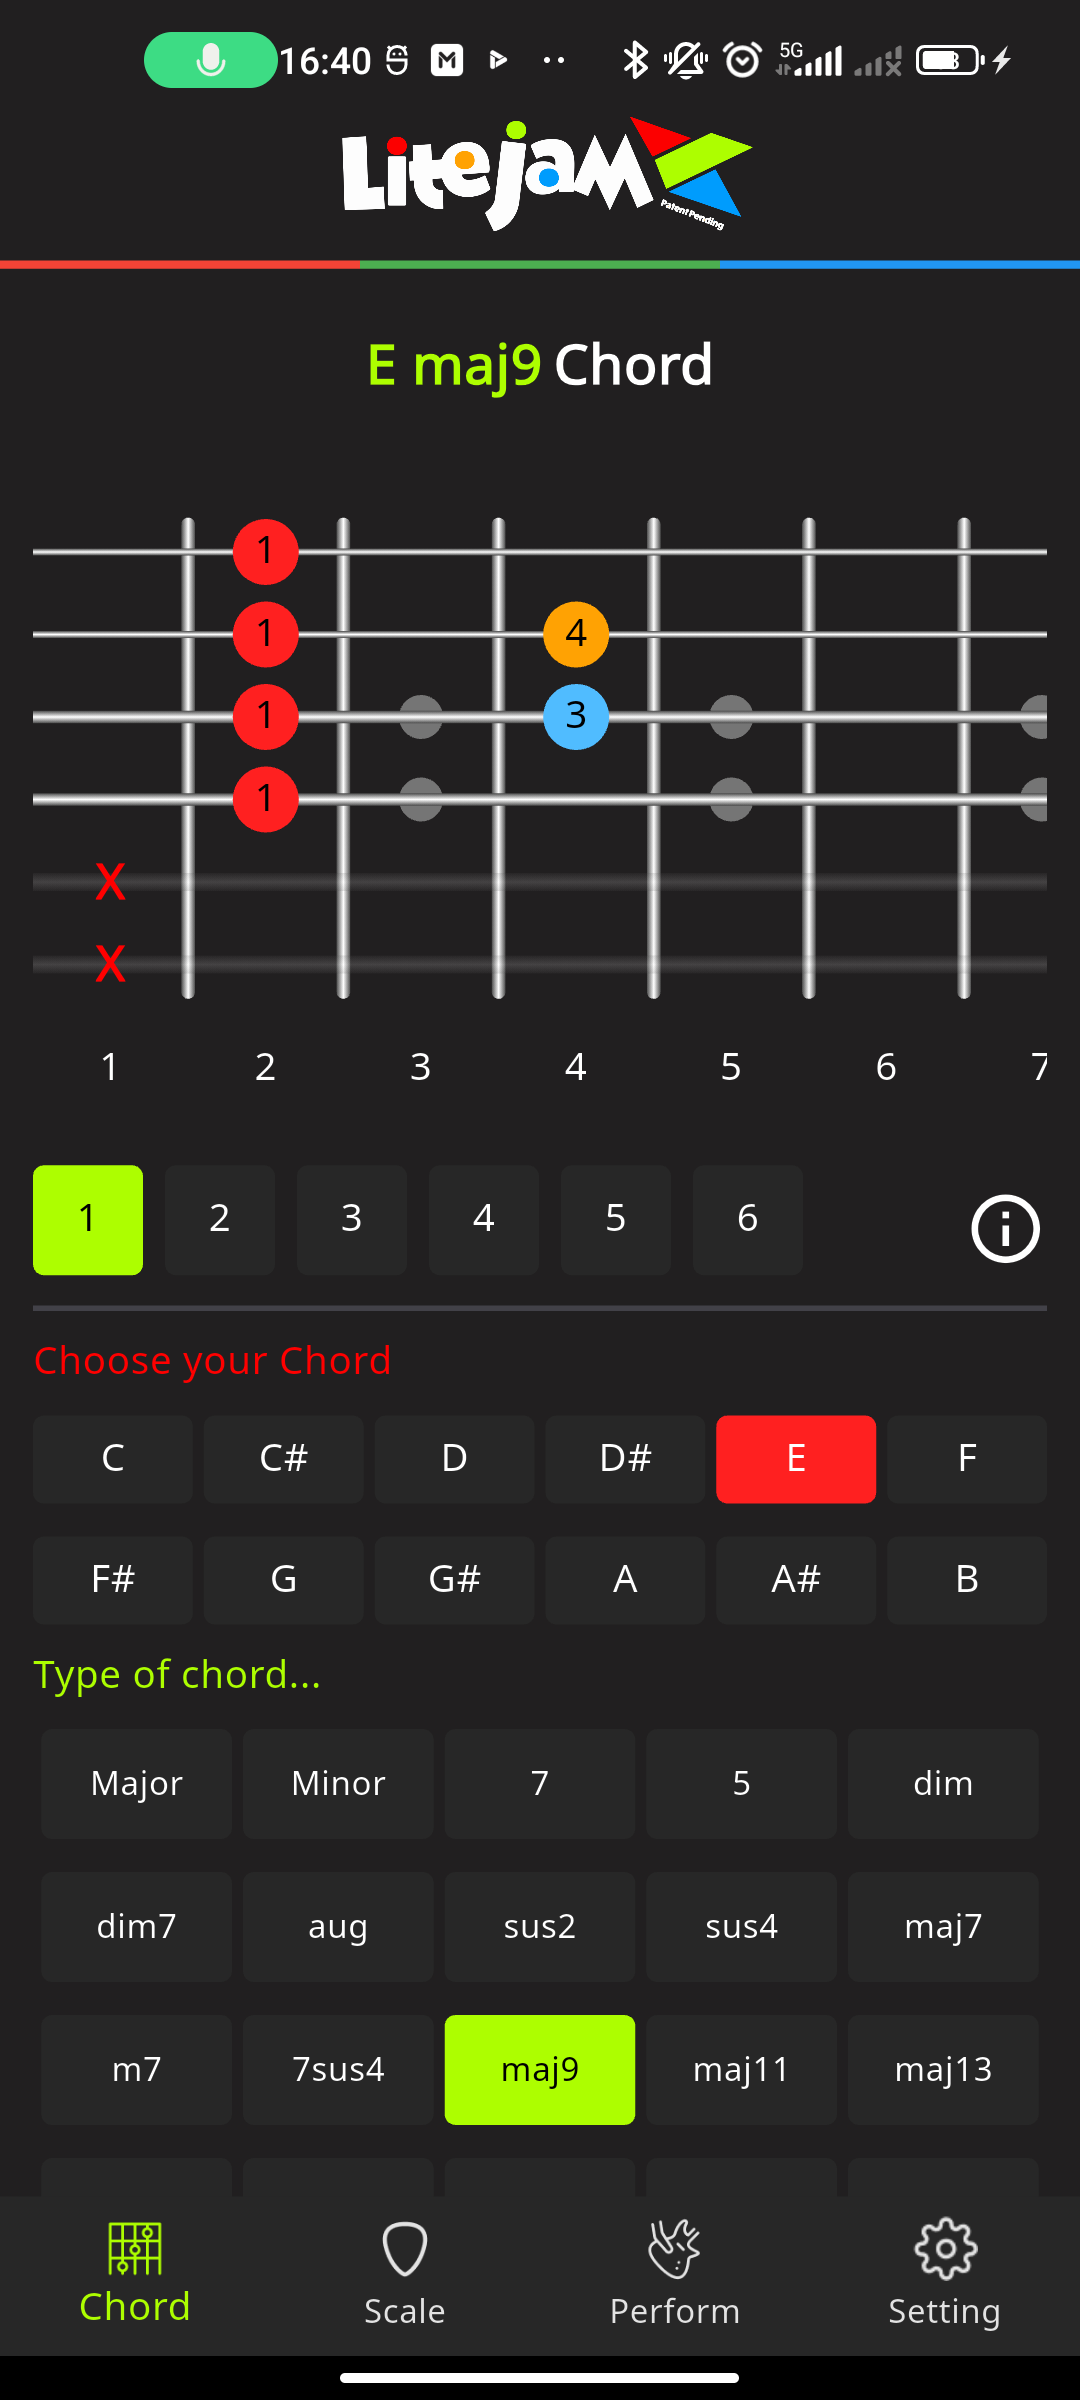 16:40 5G
LiteJam
Patent Pending
E maj9 Chord
1
1 4
1 3
1
X
X
1 2 3 4 5 6 7
1 2 3 4 5 6
Choose your Chord
C C# D D# E F
F# G G# A A# B
Type of chord...
Major Minor 7 5 dim
dim7 aug sus2 sus4 maj7
m7 7sus4 maj9 maj11 maj13
Chord Scale Perform Setting